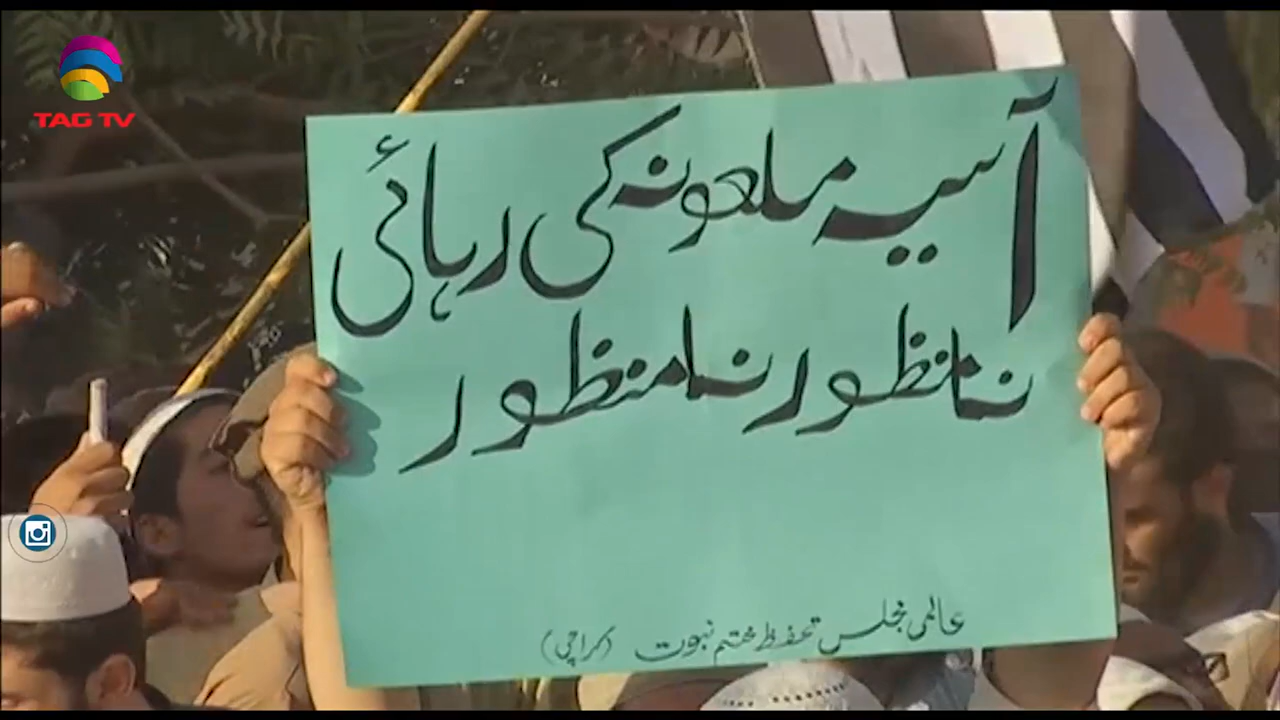 TAG TV
آسیہ ملعونہ کی رہائی
نامنظور نامنظور
عالمی مجلس تحفظ ختم نبوت (کراچی)